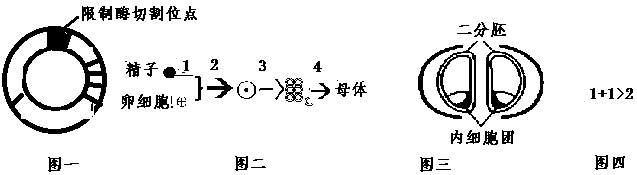 限制酶切割位点
精子 1 2 3 4
卵细胞 母体
二分胚
内细胞团
1+1>2
图一 图二 图三 图四